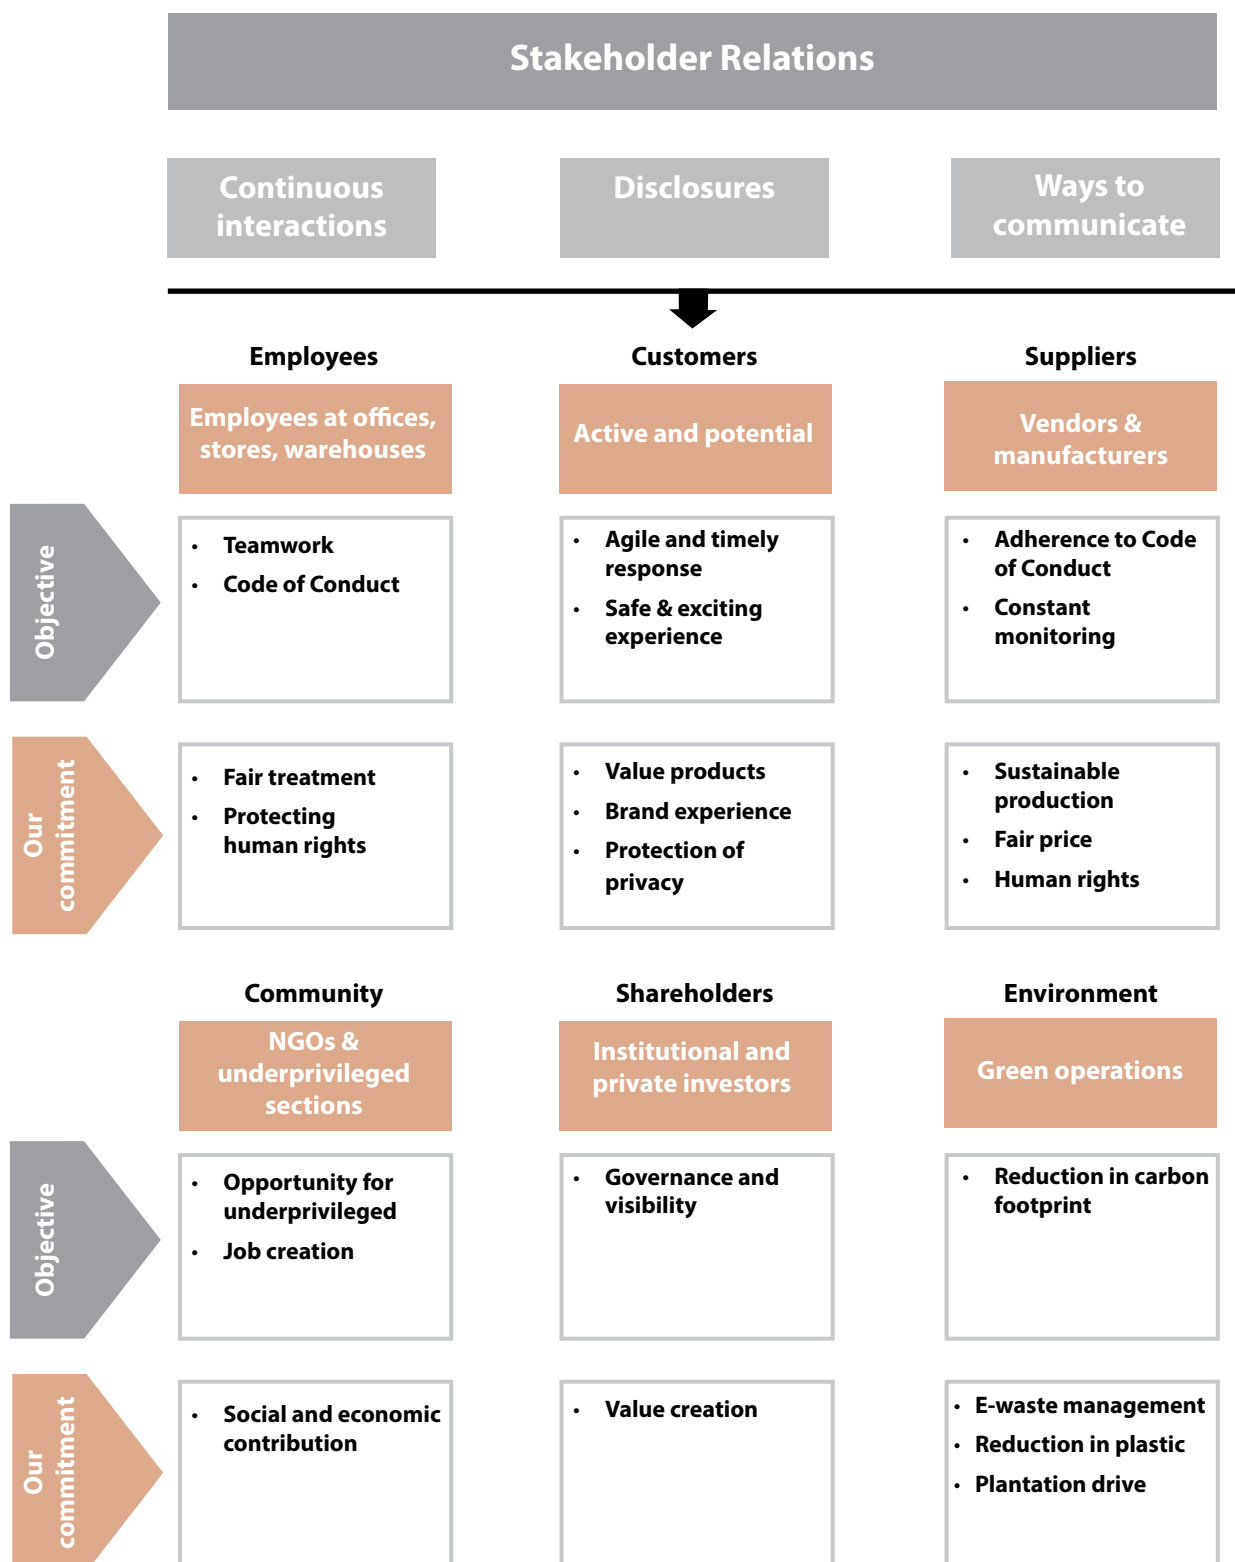 Stakeholder Relations
Continuous
interactions
Disclosures
Ways to
communicate
Employees
Customers
Suppliers
Employees at offices,
stores, warehouses
Active and potential
Vendors &
manufacturers
Objective
• Teamwork
• Code of Conduct
• Agile and timely
response
• Safe & exciting
experience
• Adherence to Code
of Conduct
• Constant
monitoring
Our
commitment
• Fair treatment
• Protecting
human rights
• Value products
• Brand experience
• Protection of
privacy
• Sustainable
production
• Fair price
• Human rights
Community
Shareholders
Environment
NGOs &
underprivileged
sections
Institutional and
private investors
Green operations
Objective
• Opportunity for
underprivileged
• Job creation
• Governance and
visibility
• Reduction in carbon
footprint
Our
commitment
• Social and economic
contribution
• Value creation
• E-waste management
• Reduction in plastic
• Plantation drive